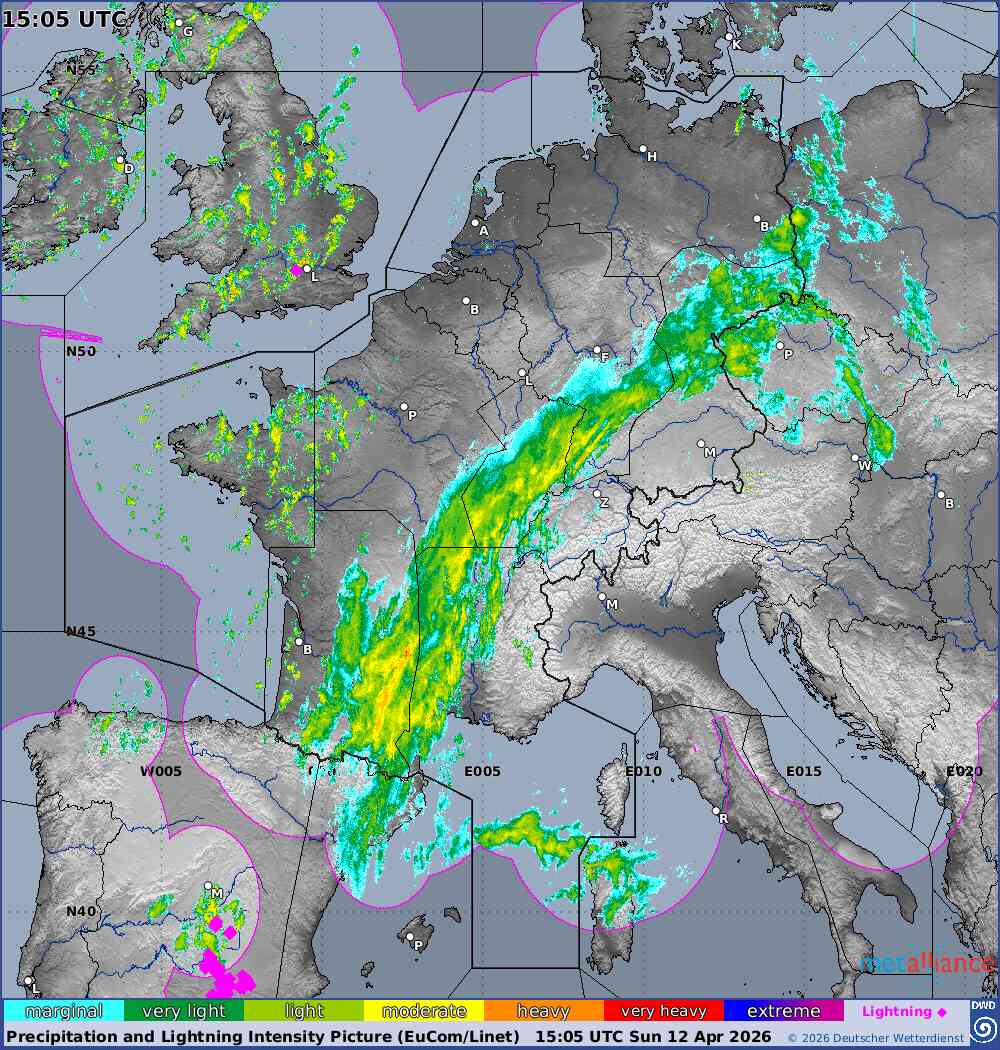 15:05 UTC
G
K
N55
D
H
A
B
L
B
N50
F
P
L
P
M
W
Z
B
M
N45
B
W005
E005
E010
E015
E020
R
M
N40
P
L
metalliance
marginal very light light moderate heavy very heavy extreme Lightning
DWD
Precipitation and Lightning Intensity Picture (EuCom/Linet) 15:05 UTC Sun 12 Apr 2026 © 2026 Deutscher Wetterdienst